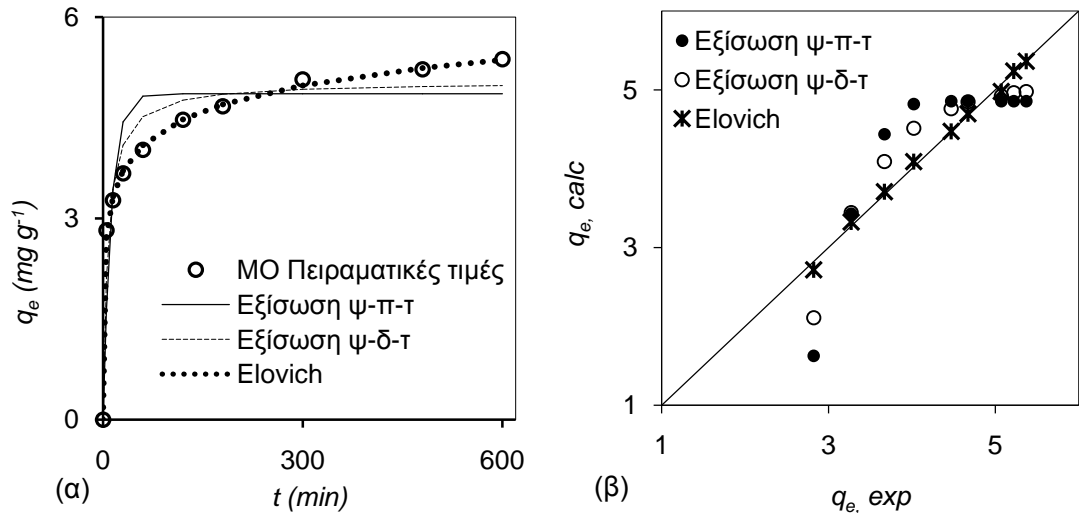 6
3
0
0
300
600
q_e (mg g⁻¹)
t (min)
ΜΟ Πειραματικές τιμές
Εξίσωση ψ-π-τ
Εξίσωση ψ-δ-τ
Elovich
(α)
5
3
1
1
3
5
q_e, calc
q_e, exp
Εξίσωση ψ-π-τ
Εξίσωση ψ-δ-τ
Elovich
(β)